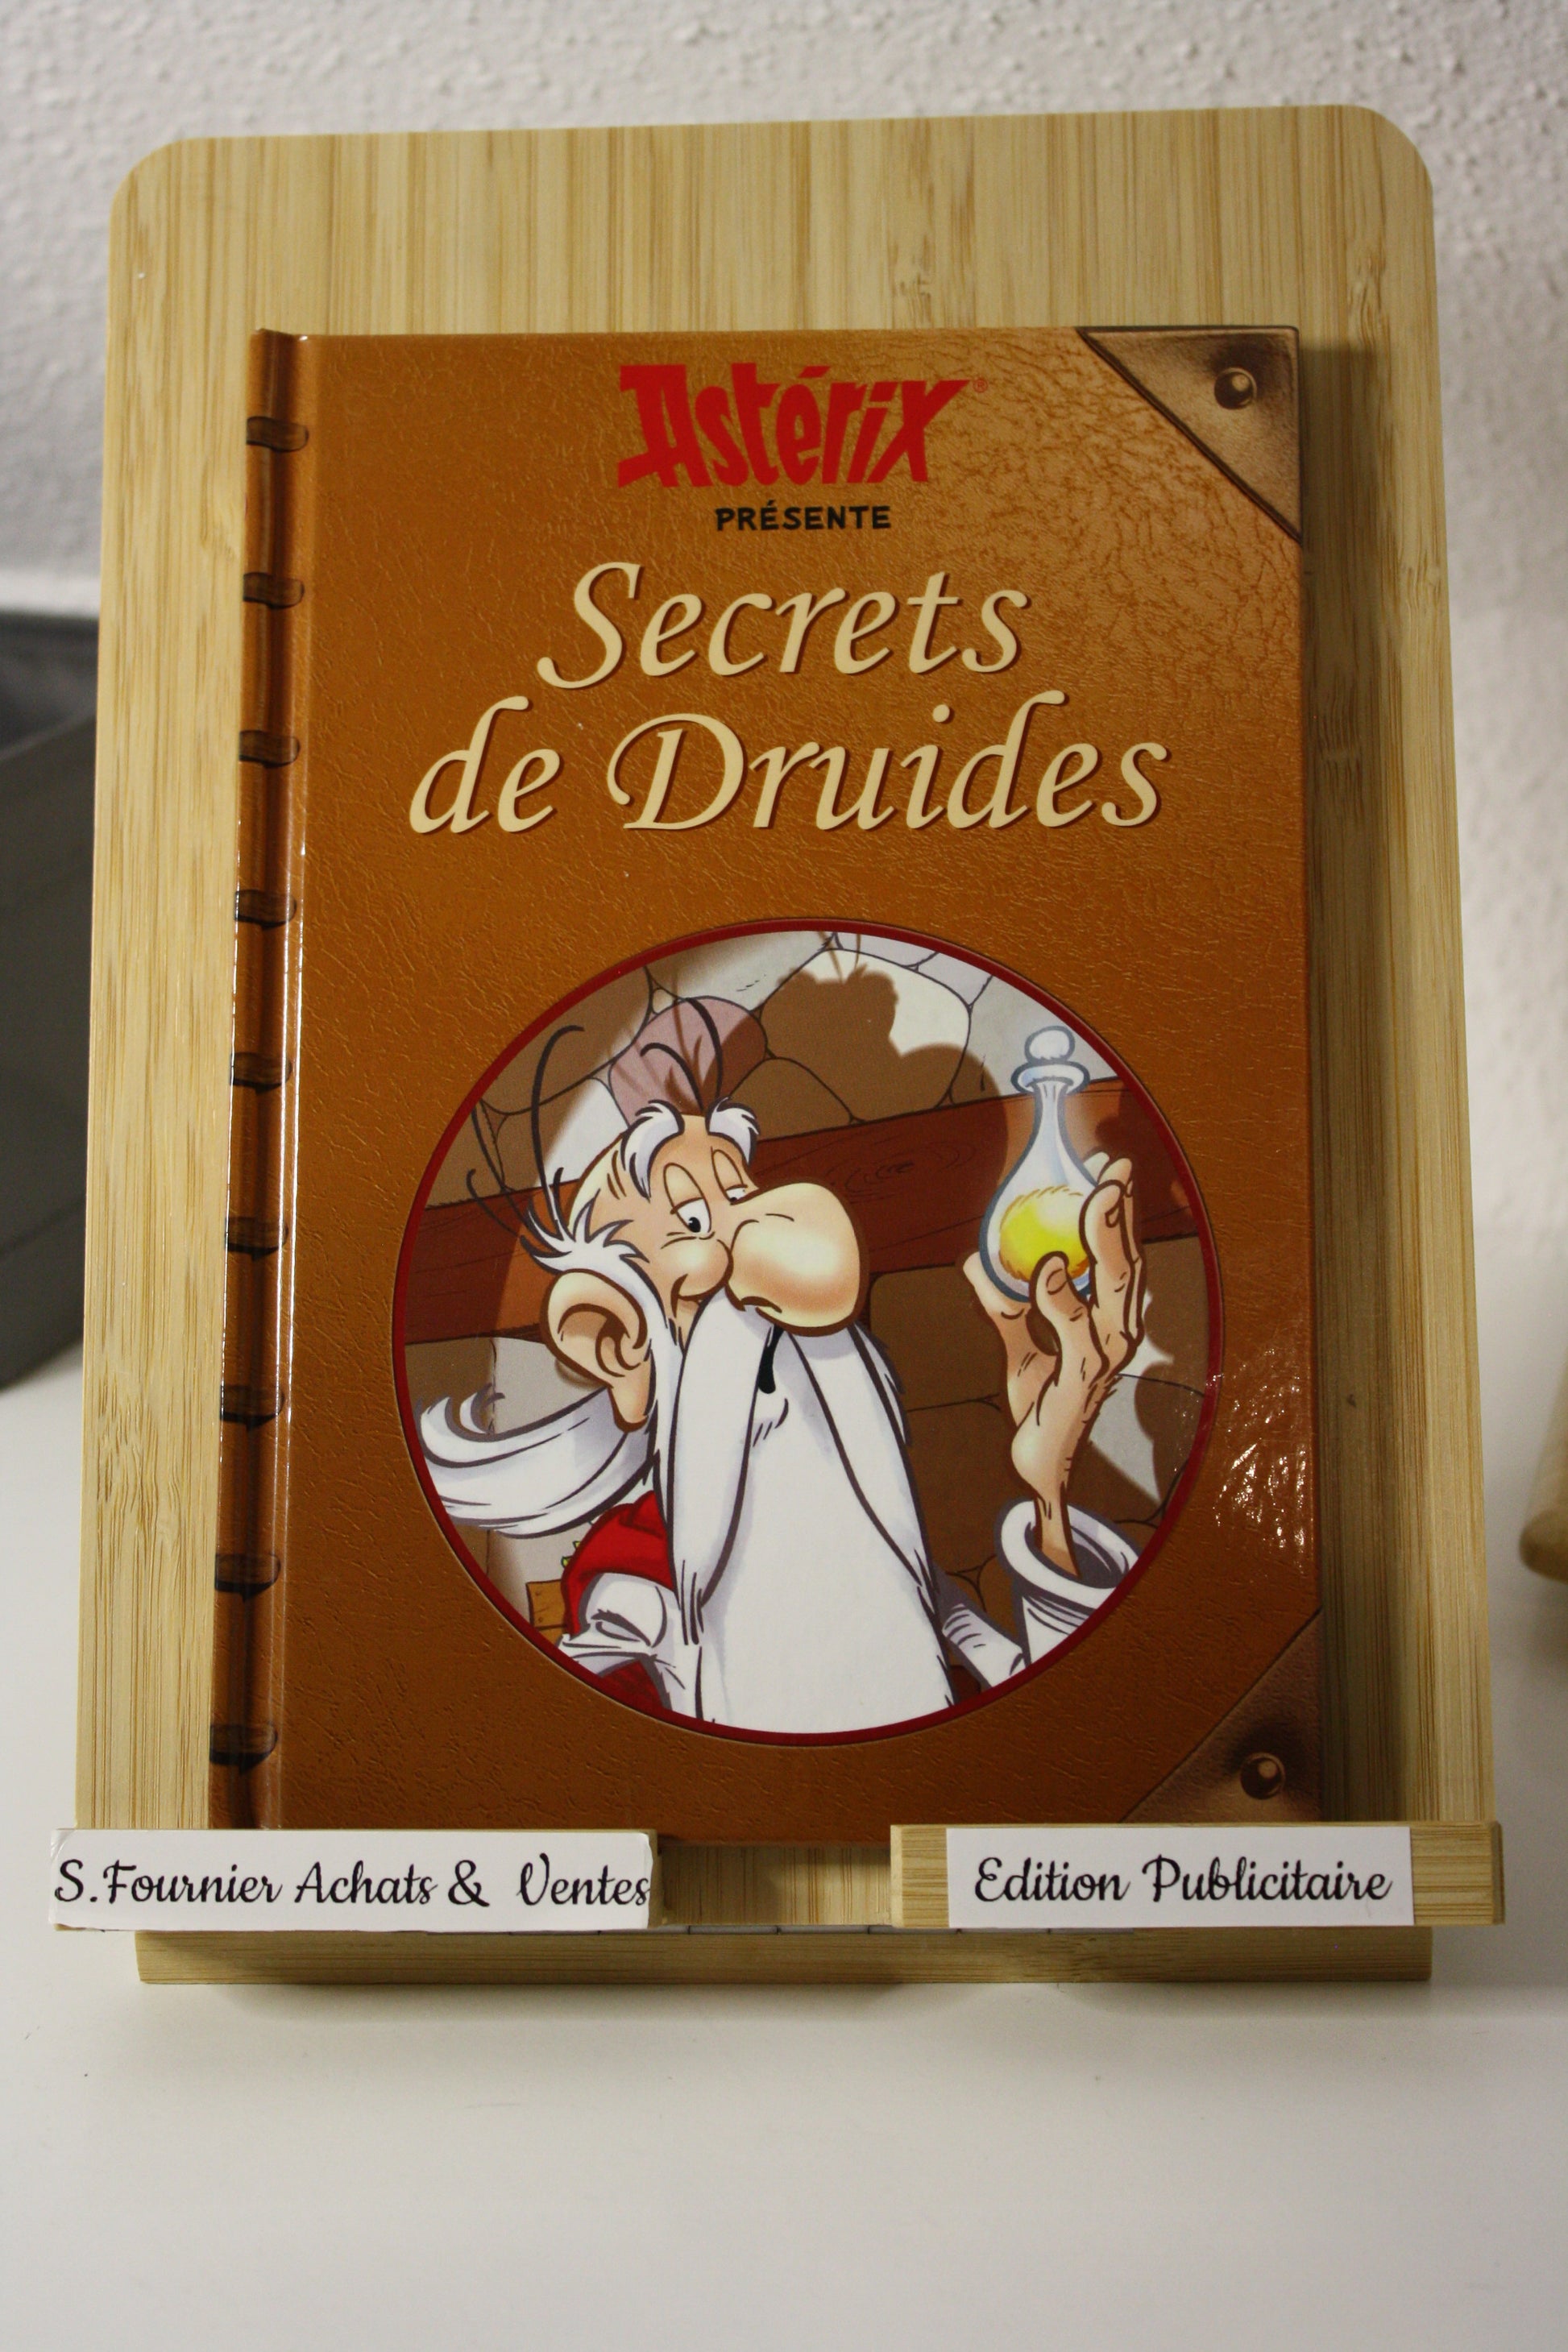 Astérix®
PRÉSENTE
Secrets
de Druides
S.Fournier Achats & Ventes
Edition Publicitaire